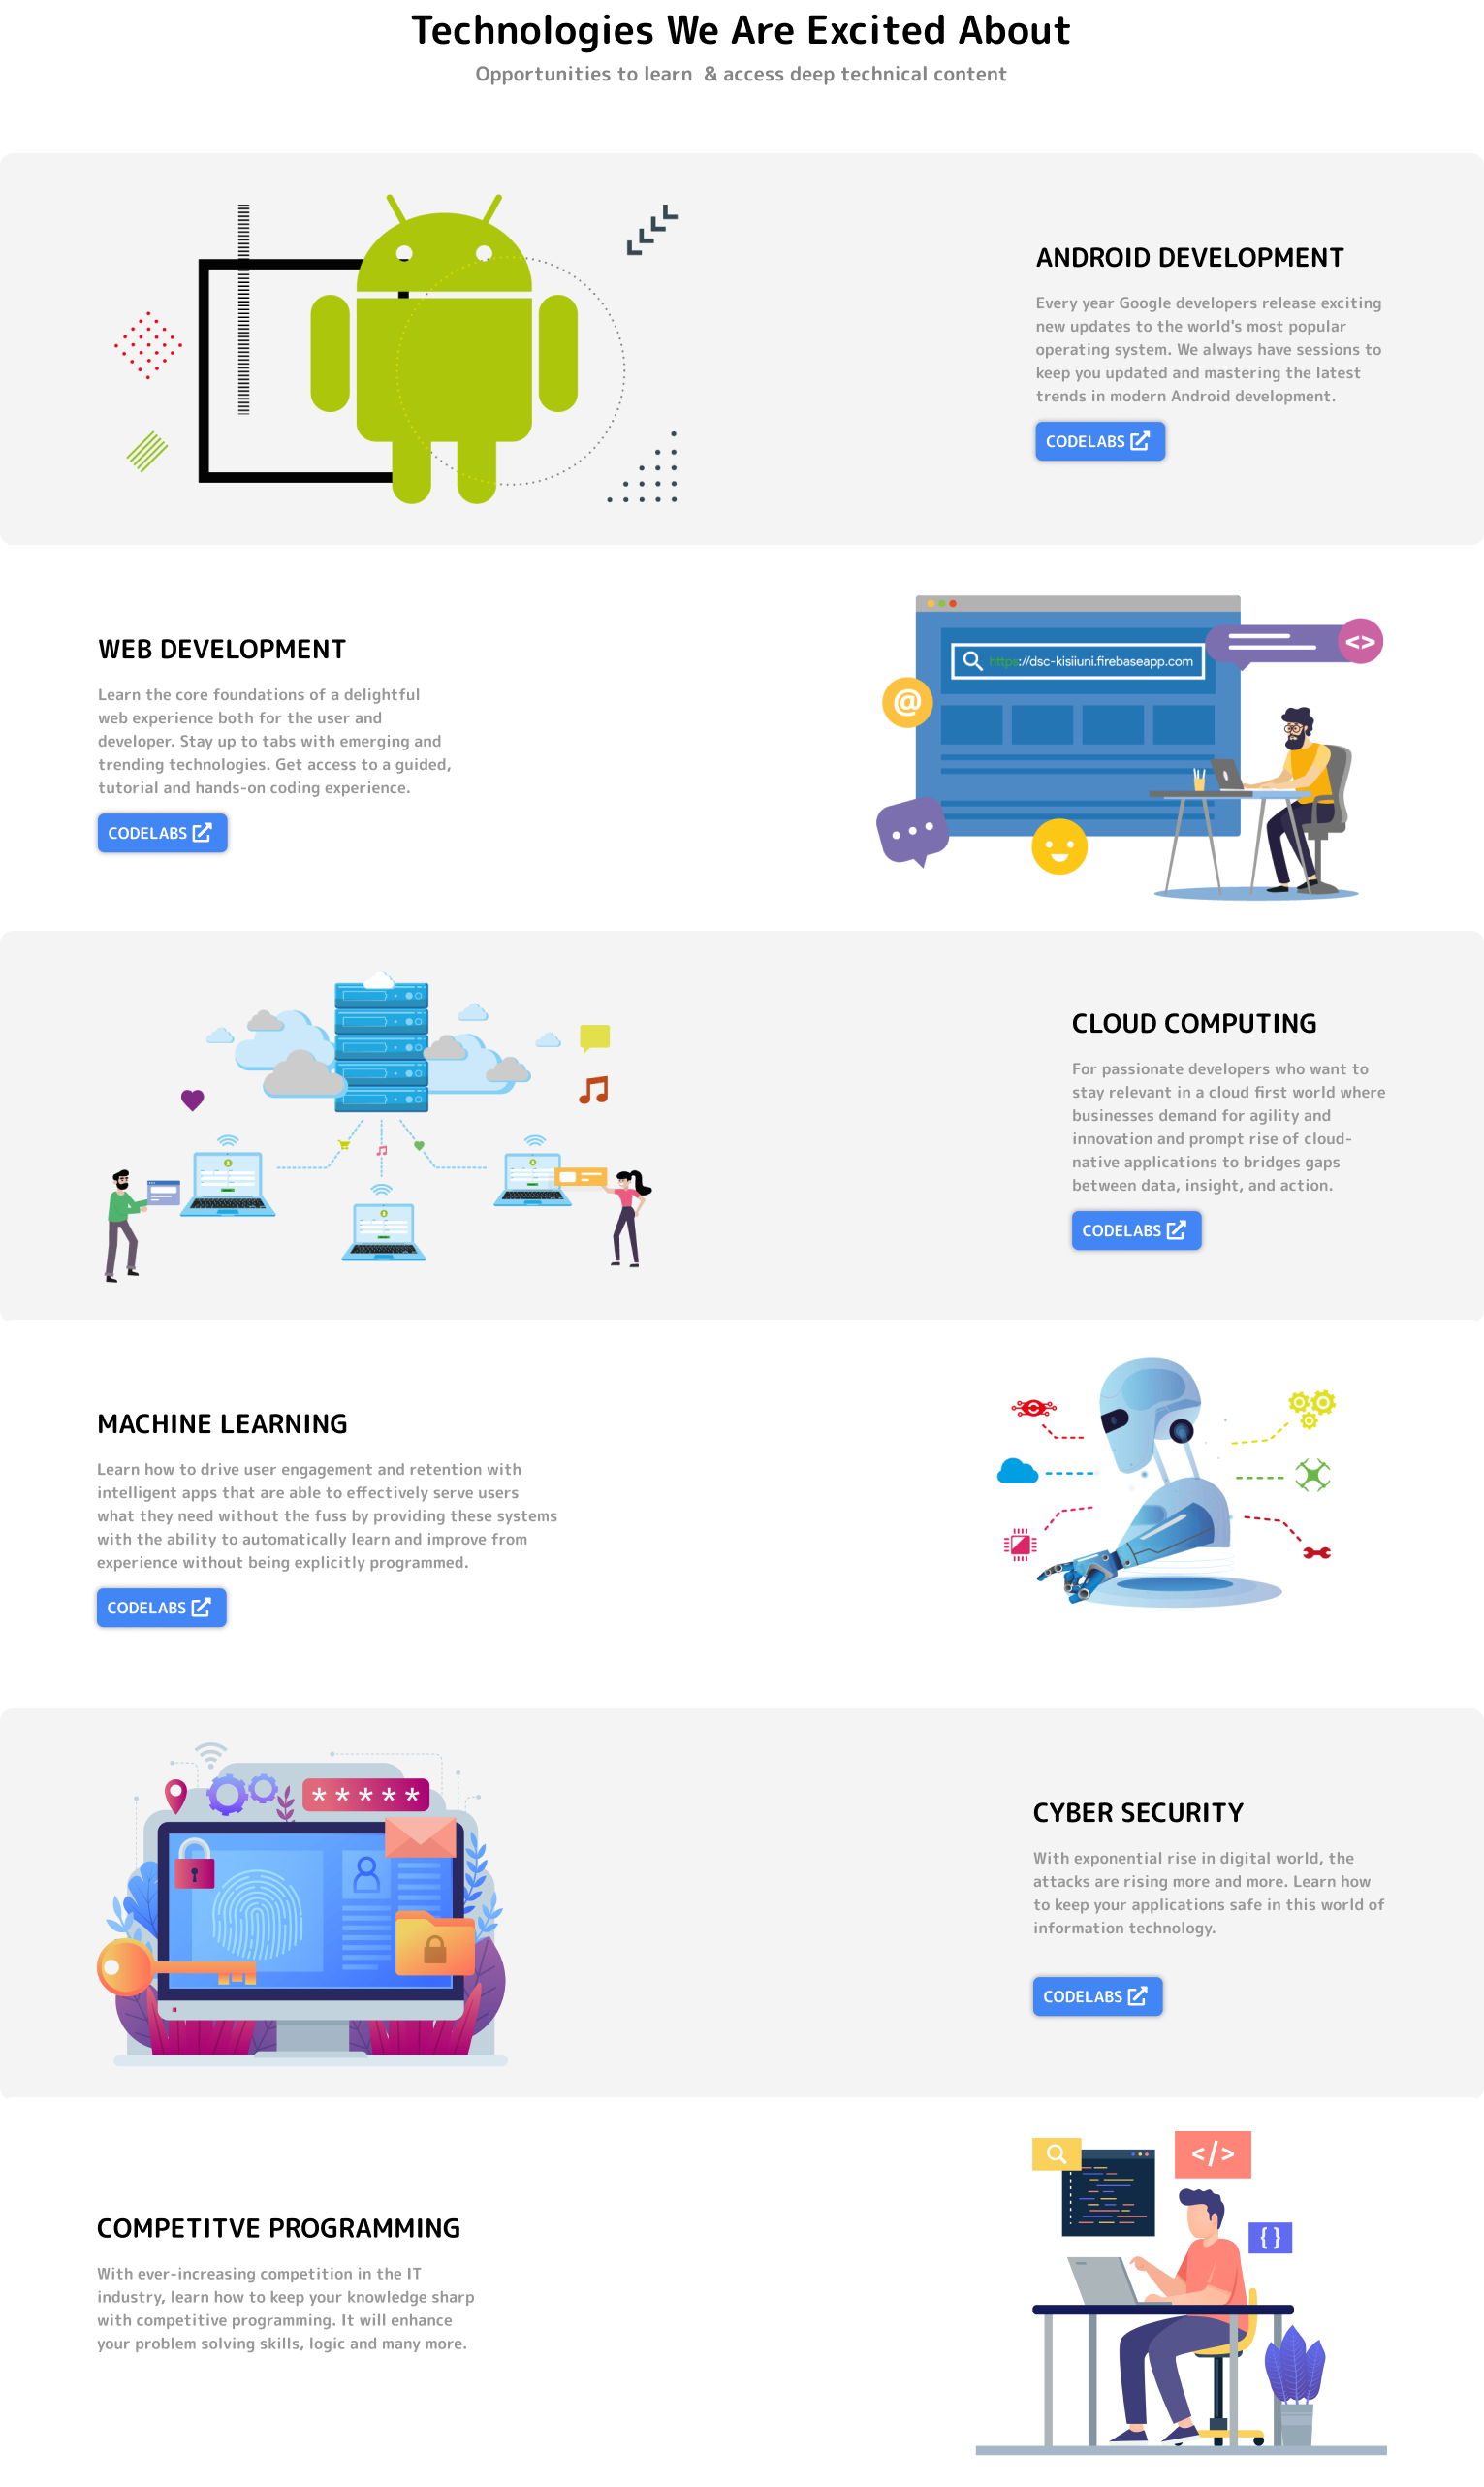 Technologies We Are Excited About
Opportunities to learn & access deep technical content
ANDROID DEVELOPMENT
Every year Google developers release exciting
new updates to the world's most popular
operating system. We always have sessions to
keep you updated and mastering the latest
trends in modern Android development.
CODELABS
WEB DEVELOPMENT
Learn the core foundations of a delightful
web experience both for the user and
developer. Stay up to tabs with emerging and
trending technologies. Get access to a guided,
tutorial and hands-on coding experience.
CODELABS
https://dsc-kisiiuni.firebaseapp.com
<>
@
CLOUD COMPUTING
For passionate developers who want to
stay relevant in a cloud first world where
businesses demand for agility and
innovation and prompt rise of cloud-
native applications to bridges gaps
between data, insight, and action.
CODELABS
MACHINE LEARNING
Learn how to drive user engagement and retention with
intelligent apps that are able to effectively serve users
what they need without the fuss by providing these systems
with the ability to automatically learn and improve from
experience without being explicitly programmed.
CODELABS
*****
CYBER SECURITY
With exponential rise in digital world, the
attacks are rising more and more. Learn how
to keep your applications safe in this world of
information technology.
CODELABS
COMPETITVE PROGRAMMING
With ever-increasing competition in the IT
industry, learn how to keep your knowledge sharp
with competitive programming. It will enhance
your problem solving skills, logic and many more.
</>
{ }